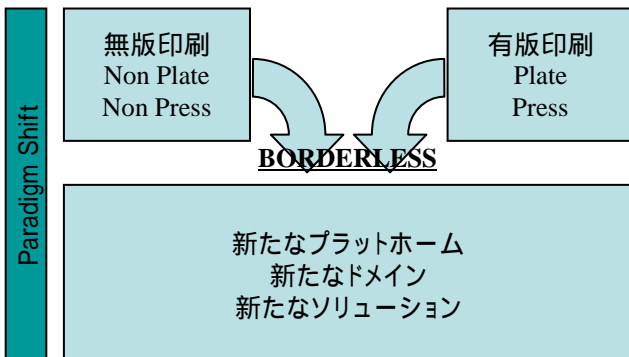 Paradigm Shift
無版印刷
Non Plate
Non Press
有版印刷
Plate
Press
BORDERLESS
新たなプラットホーム
新たなドメイン
新たなソリューション